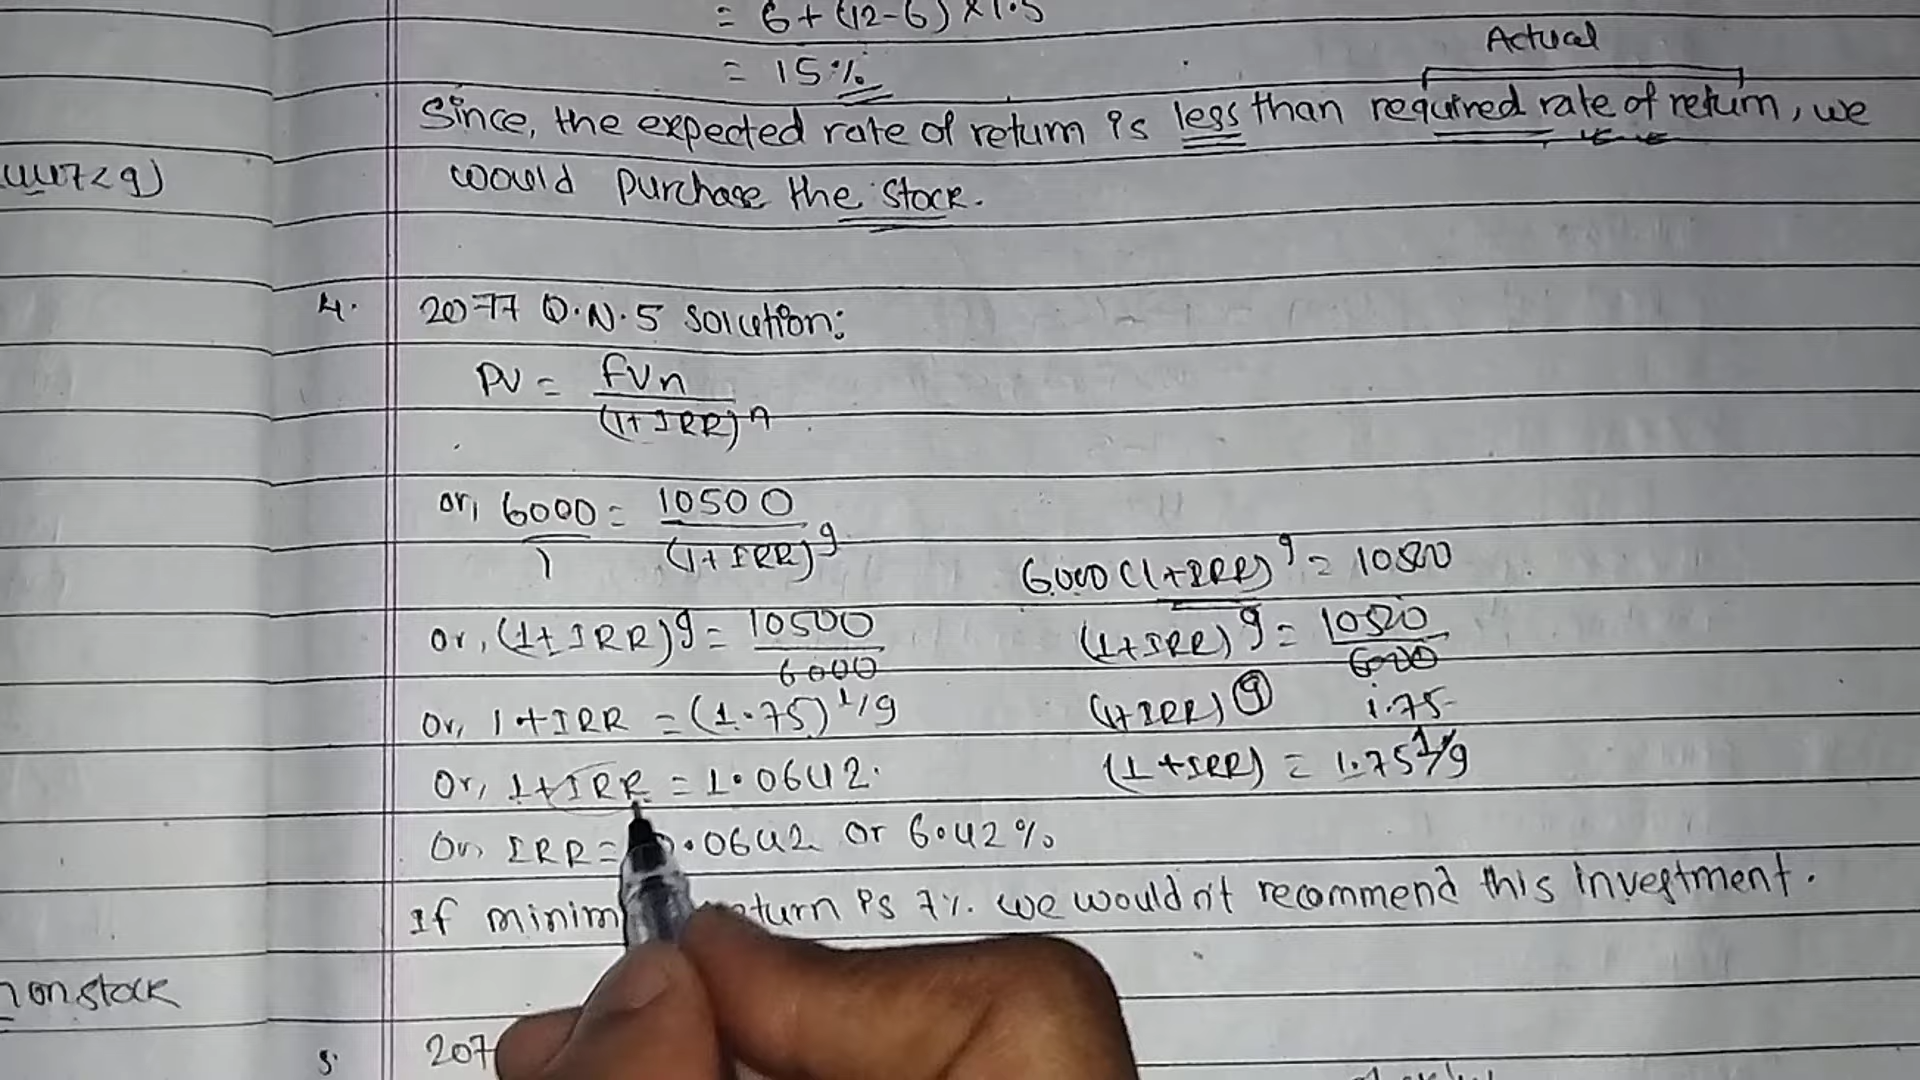 = 6+(12-6)×1.5
= 15%
Actual
Since, the expected rate of return is less than required rate of return, we
would purchase the stock.
4. 2077 Q.N.5 solution:
PV = FVn
(1+IRR)n
or, 6000 = 10500
1 (1+IRR)9
or, (1+IRR)9 = 10500
6000
Or, 1+IRR = (1.75)1/9
Or, 1+IRR = 1.0642.
Or, IRR = 0.0642 or 6.42%
If minim turn is 7%. we wouldn't recommend this investment.
6000(1+IRR)9 = 10500
(1+IRR)9 = 10500
6000
(1+IRR)9 1.75
(1+IRR) = 1.751/9
on stock
5. 207